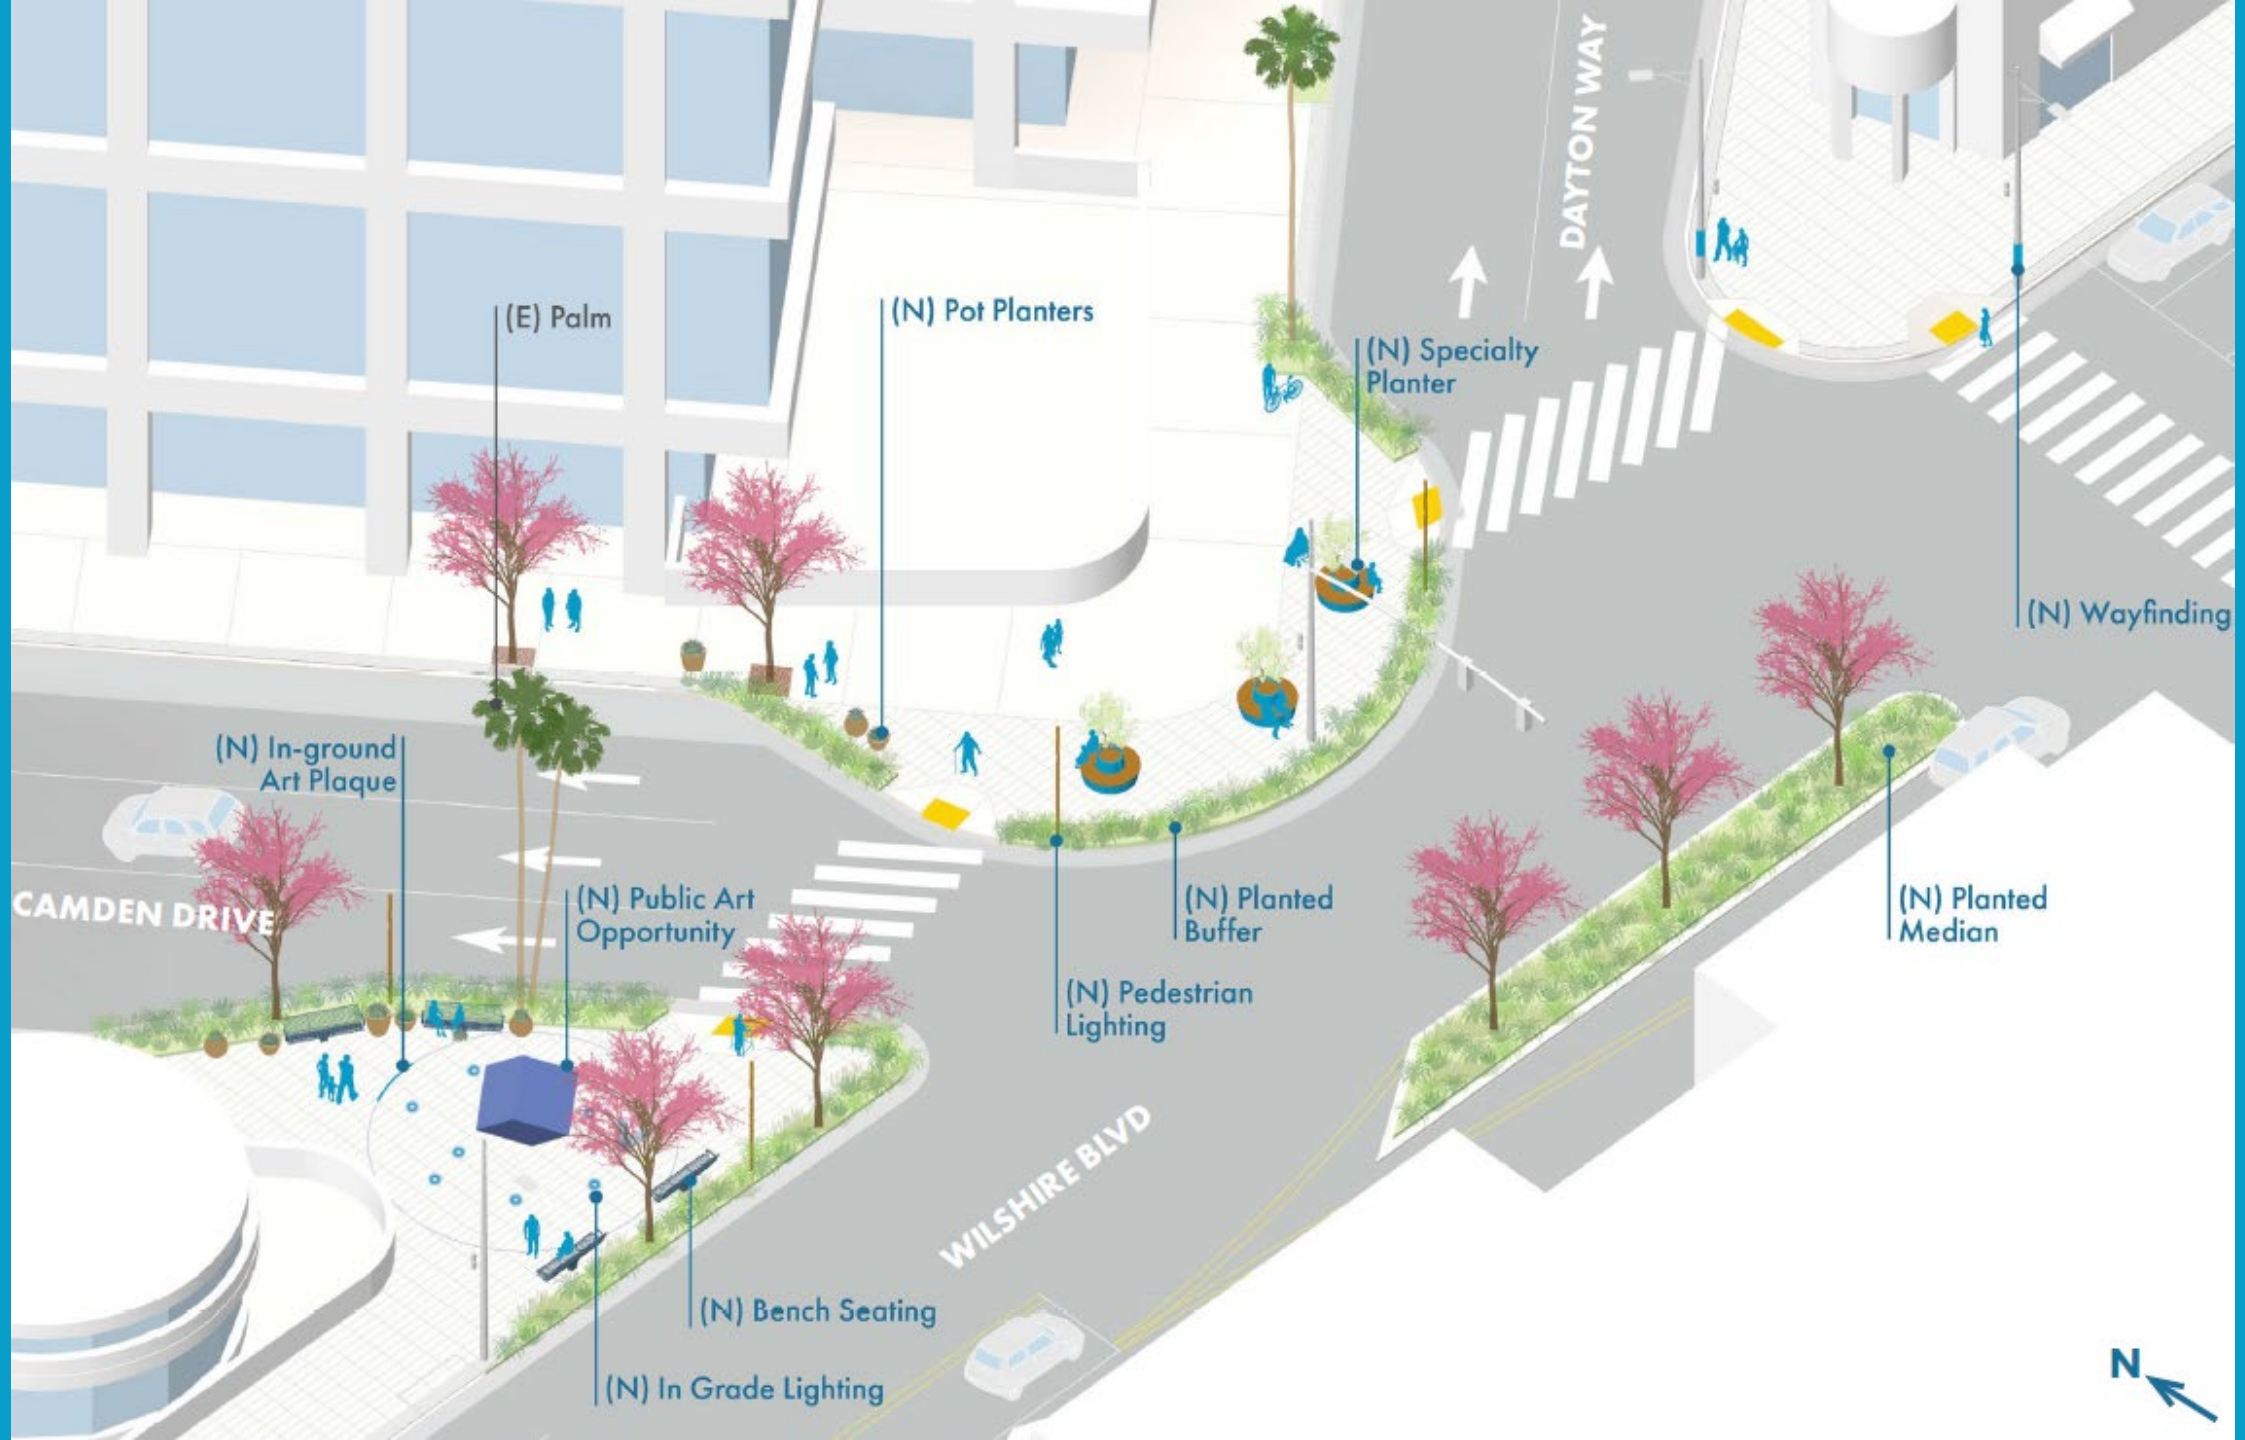 DAYTON WAY
(E) Palm
(N) Pot Planters
(N) Specialty
Planter
(N) Wayfinding
(N) In-ground
Art Plaque
CAMDEN DRIVE
(N) Public Art
Opportunity
(N) Planted
Buffer
(N) Planted
Median
(N) Pedestrian
Lighting
WILSHIRE BLVD
(N) Bench Seating
(N) In Grade Lighting
N